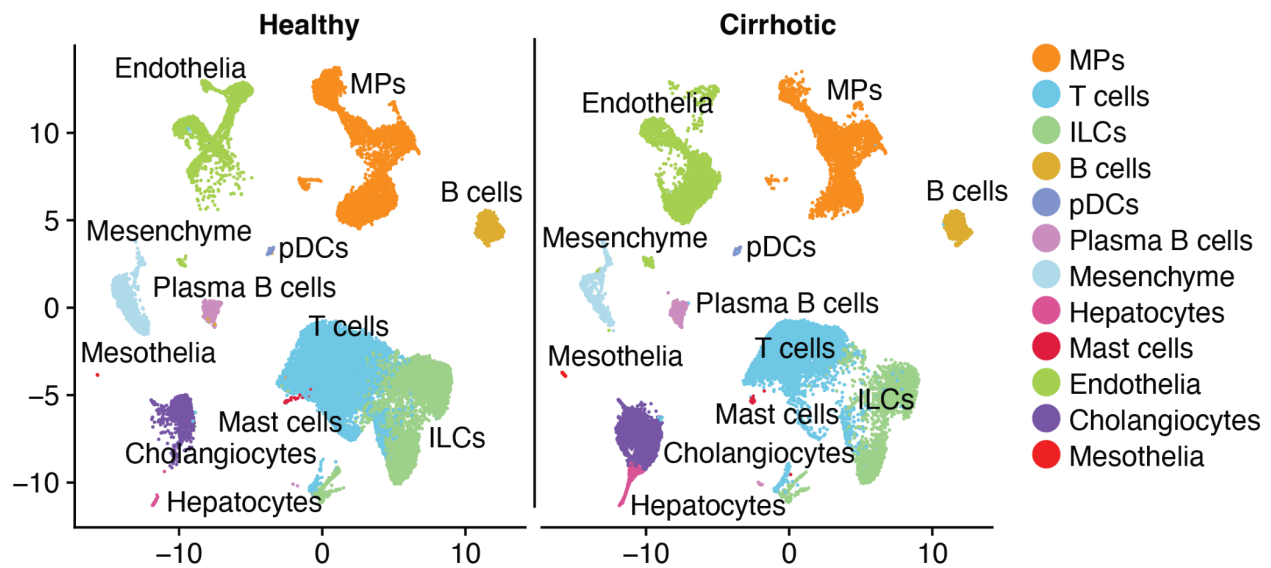 Healthy
Cirrhotic
Endothelia
MPs
B cells
Mesenchyme
pDCs
Plasma B cells
T cells
Mesothelia
Mast cells
ILCs
Cholangiocytes
Hepatocytes
10
5
0
−5
−10
−10
0
10
Endothelia
MPs
B cells
Mesenchyme
pDCs
Plasma B cells
T cells
Mesothelia
Mast cells
ILCs
Cholangiocytes
Hepatocytes
−10
0
10
MPs
T cells
ILCs
B cells
pDCs
Plasma B cells
Mesenchyme
Hepatocytes
Mast cells
Endothelia
Cholangiocytes
Mesothelia